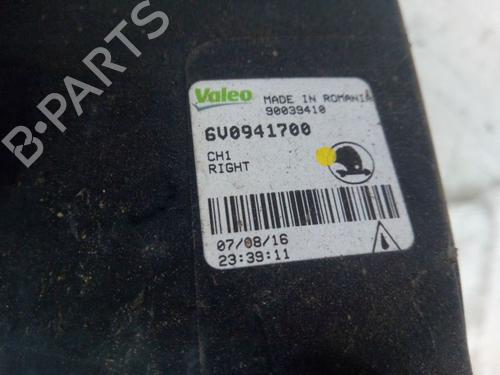 Valeo
MADE IN ROMANIA
90039410
6V0941700
CH1
RIGHT
07/08/16
23:39:11
B-PARTS